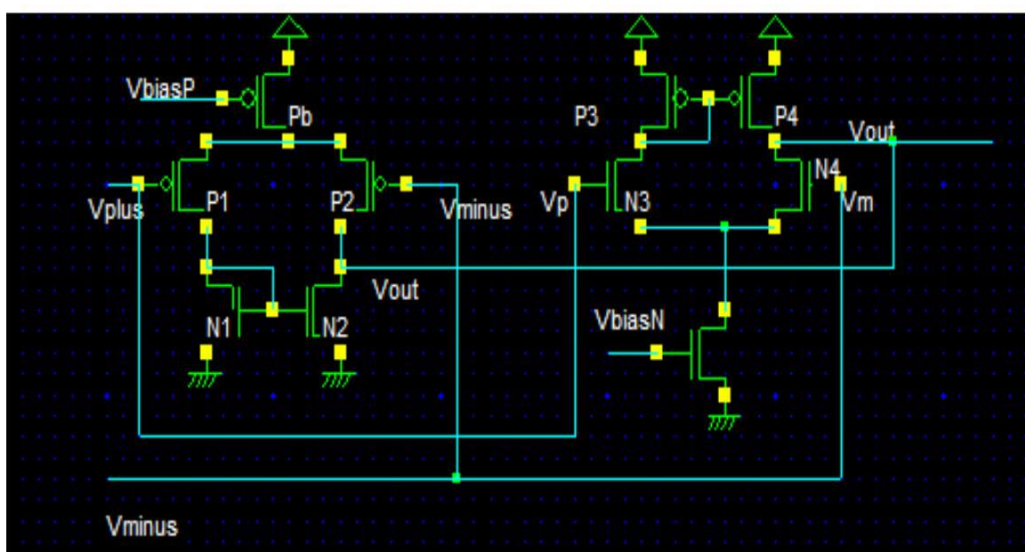 VbiasP
Pb
P3
P4
Vout
Vplus
P1
P2
Vminus
Vp
N3
N4
Vm
Vout
N1
N2
VbiasN
Vminus